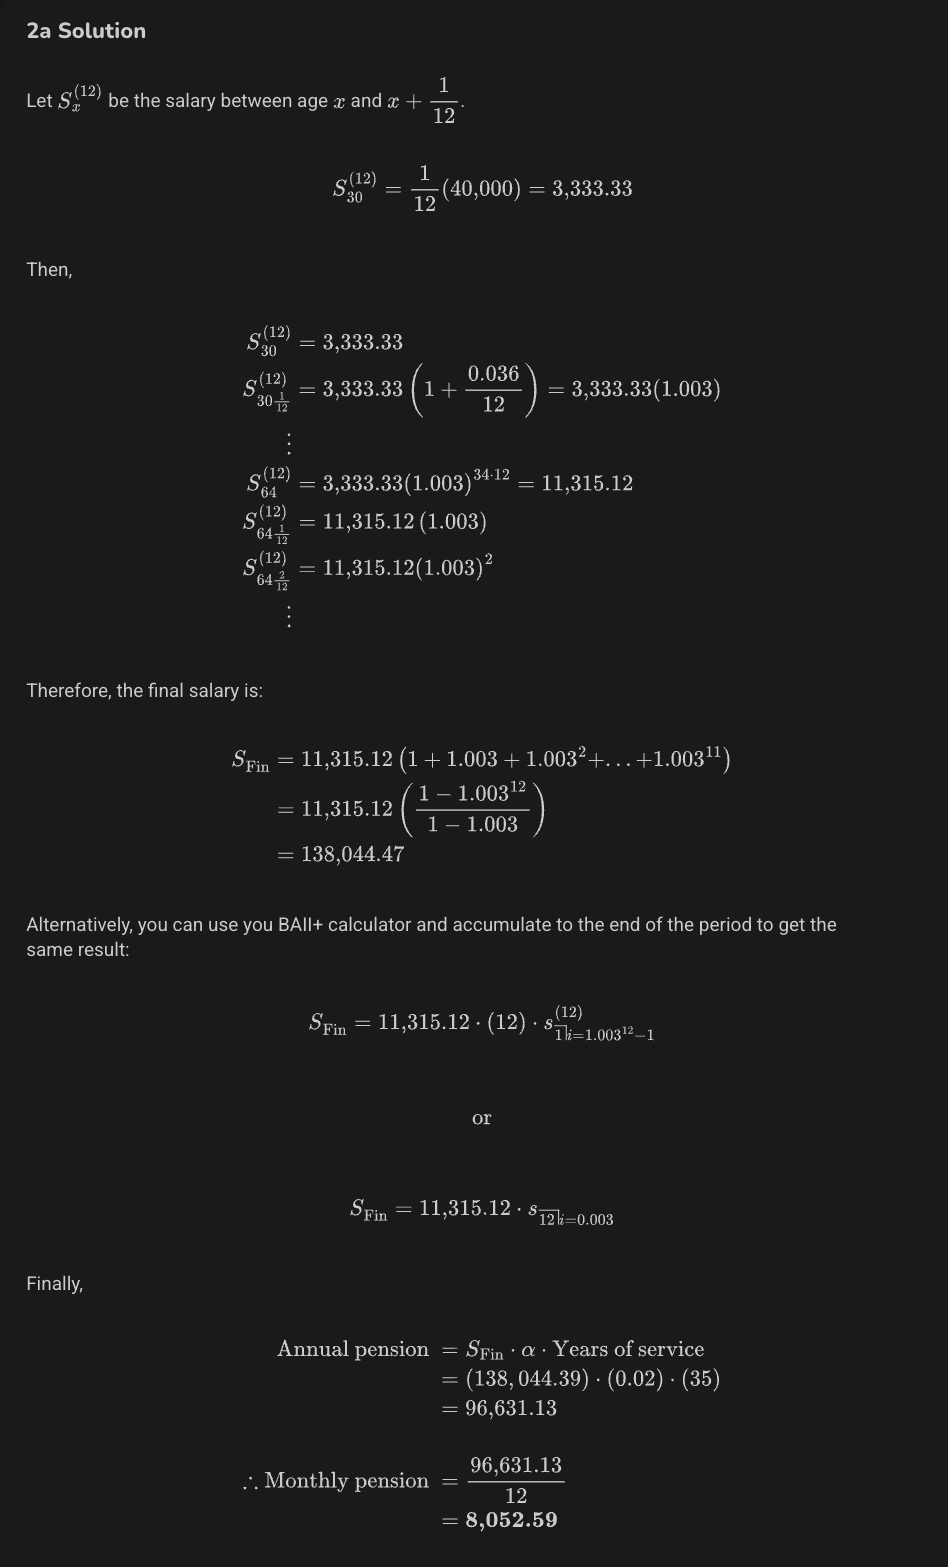 2a Solution
Let $S_x^{(12)}$ be the salary between age $x$ and $x + \frac{1}{12}$.
$S_{30}^{(12)} = \frac{1}{12}(40{,}000) = 3{,}333.33$
Then,
$S_{30}^{(12)} = 3{,}333.33$
$S_{30\frac{1}{12}}^{(12)} = 3{,}333.33 \left(1 + \frac{0.036}{12}\right) = 3{,}333.33(1.003)$
$\vdots$
$S_{64}^{(12)} = 3{,}333.33(1.003)^{34 \cdot 12} = 11{,}315.12$
$S_{64\frac{1}{12}}^{(12)} = 11{,}315.12\,(1.003)$
$S_{64\frac{2}{12}}^{(12)} = 11{,}315.12(1.003)^2$
$\vdots$
Therefore, the final salary is:
$S_{\text{Fin}} = 11{,}315.12 \left(1 + 1.003 + 1.003^2 + \ldots + 1.003^{11}\right)$
$= 11{,}315.12 \left(\frac{1 - 1.003^{12}}{1 - 1.003}\right)$
$= 138{,}044.47$
Alternatively, you can use you BAII+ calculator and accumulate to the end of the period to get the
same result:
$S_{\text{Fin}} = 11{,}315.12 \cdot (12) \cdot s_{\overline{1}|i=1.003^{12}-1}^{(12)}$
or
$S_{\text{Fin}} = 11{,}315.12 \cdot s_{\overline{12}|i=0.003}$
Finally,
$\text{Annual pension} = S_{\text{Fin}} \cdot \alpha \cdot \text{Years of service}$
$= (138, 044.39) \cdot (0.02) \cdot (35)$
$= 96{,}631.13$
$\therefore \text{Monthly pension} = \frac{96{,}631.13}{12}$
$= \mathbf{8{,}052.59}$